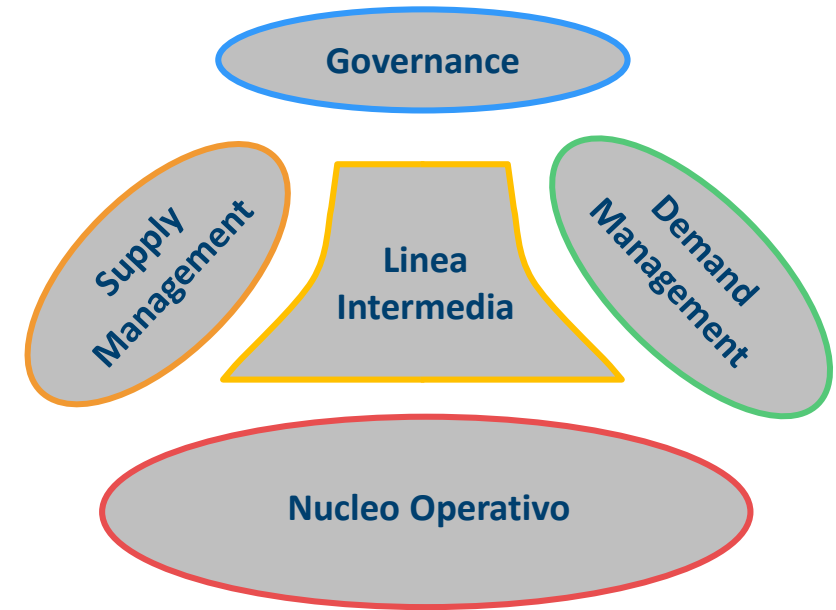 Governance
Supply
Management
Linea
Intermedia
Demand
Management
Nucleo Operativo